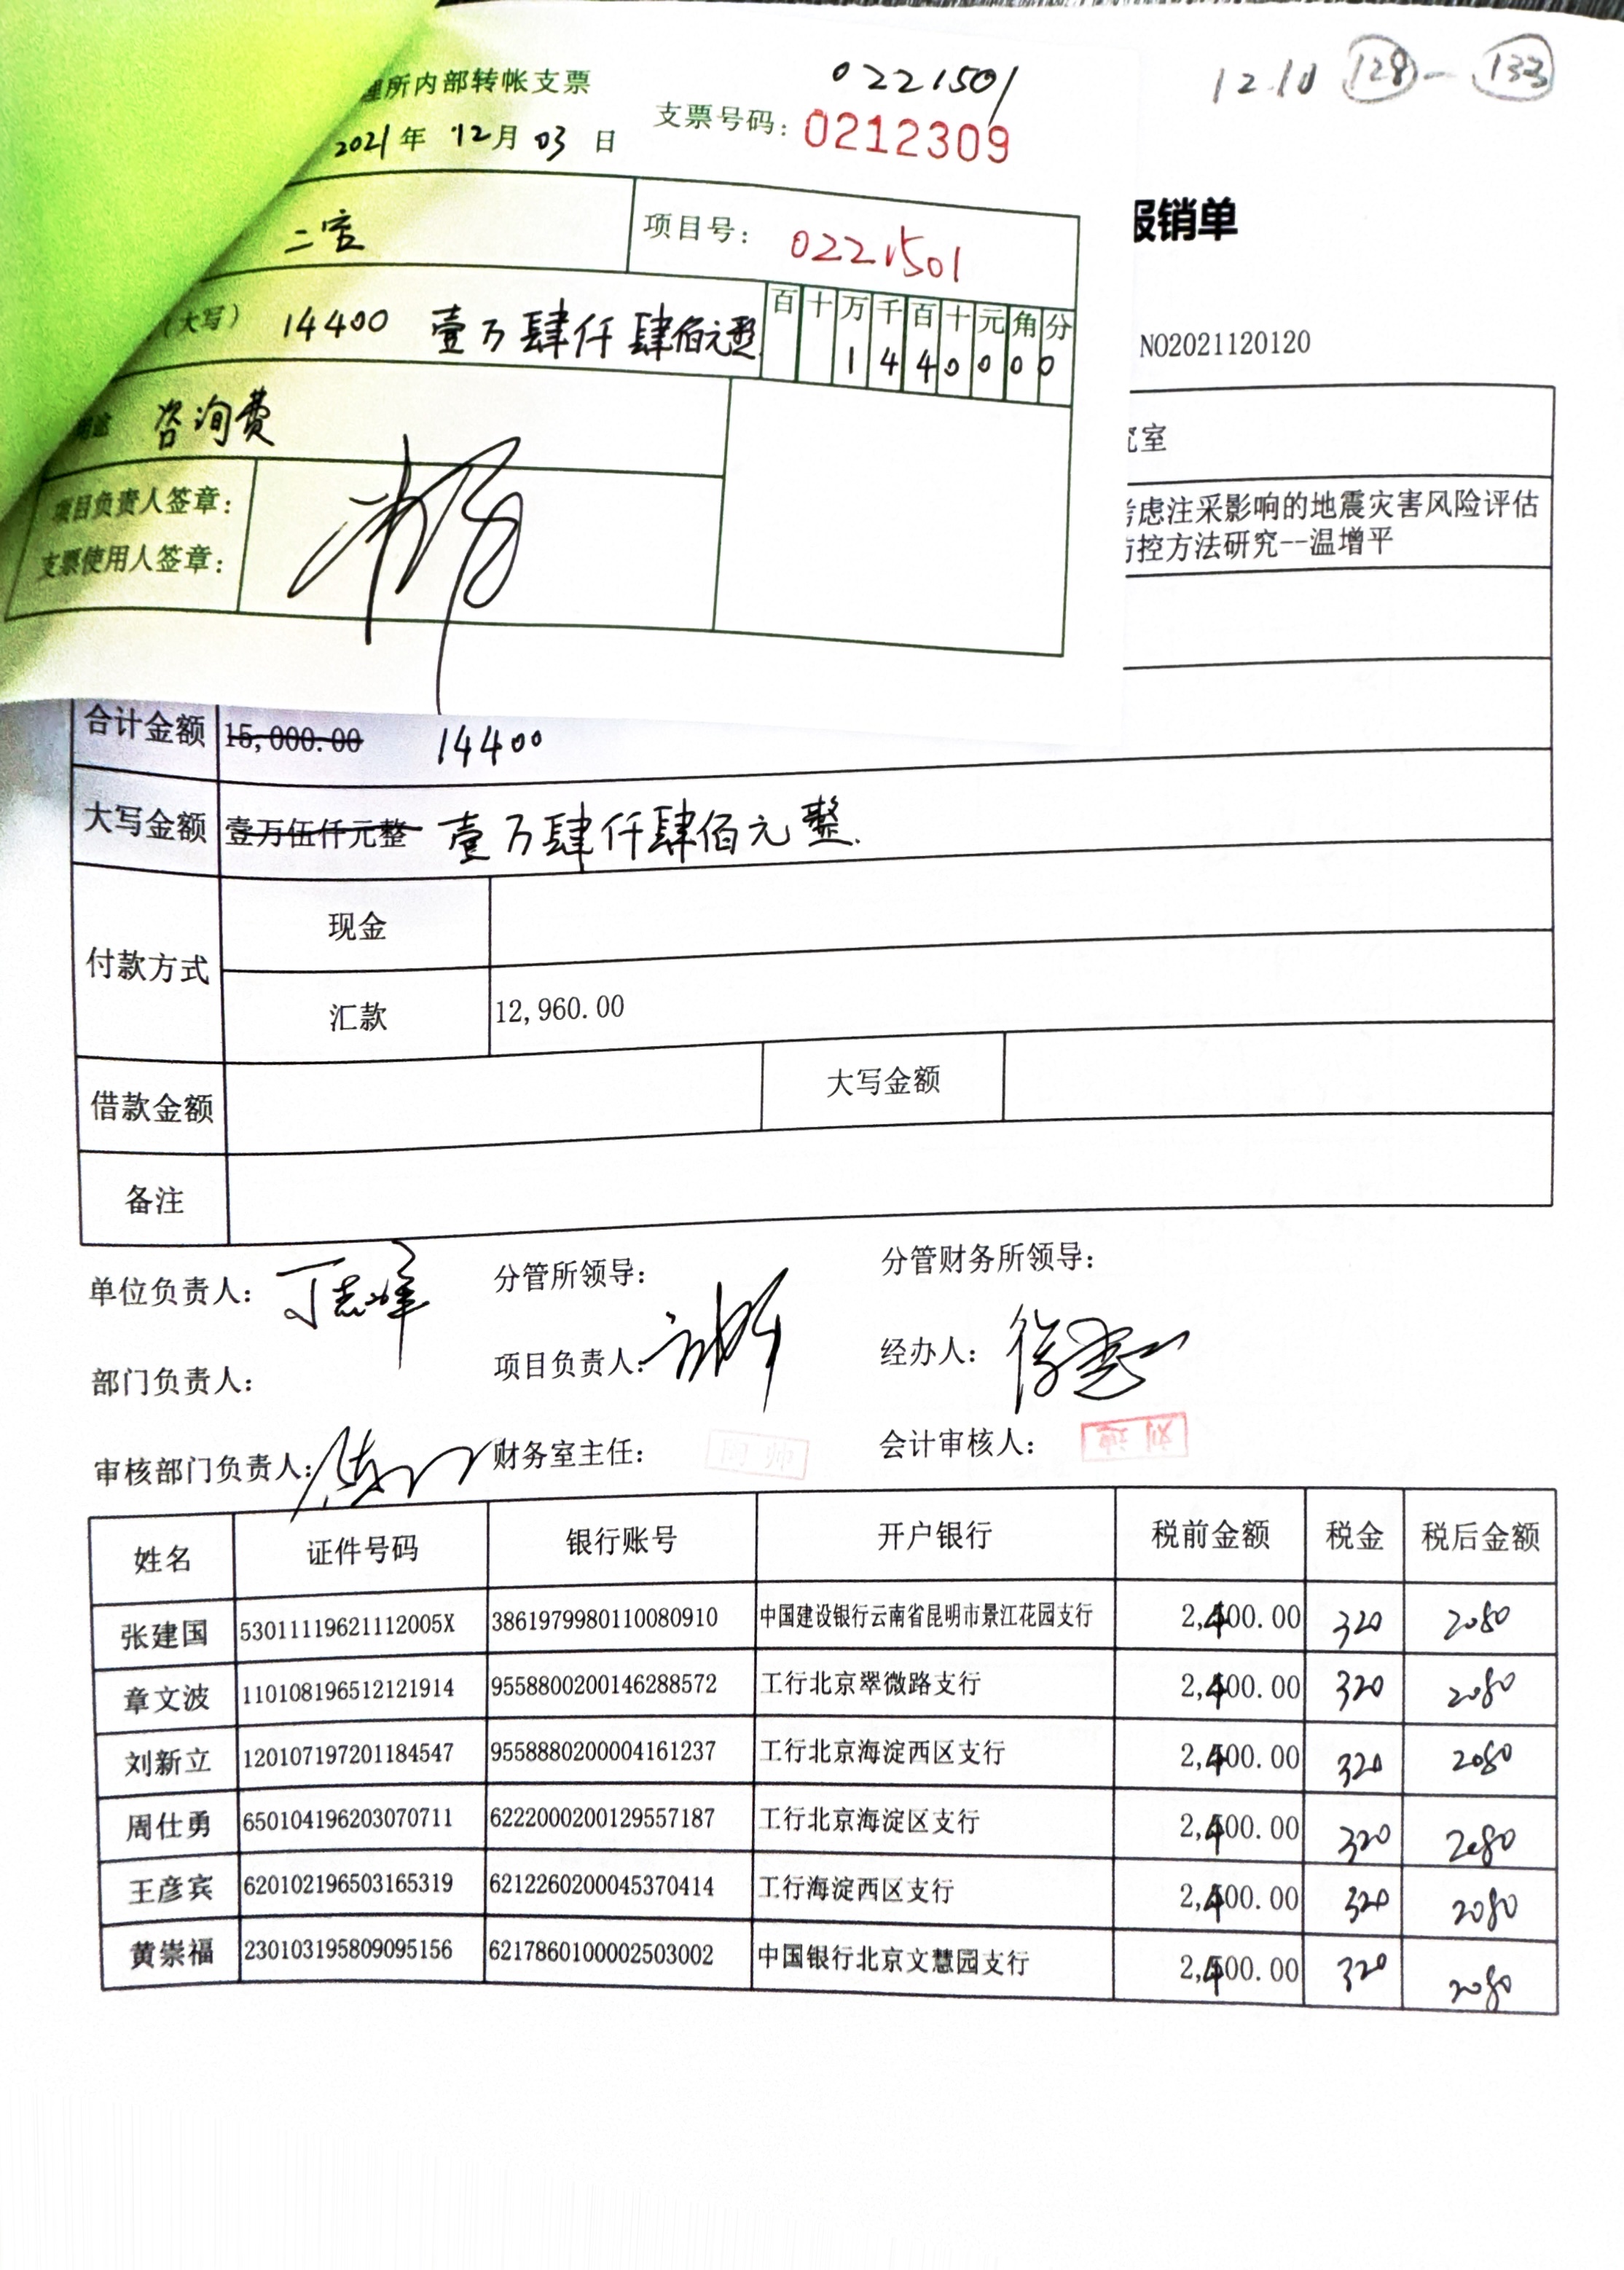 0221501
12.10 128 — 133
理所内部转帐支票
支票号码：0212309
2021年 12月 03 日
报销单
二室
项目号： 0221501
NO2021120120
（大写） 14400 壹万肆仟肆佰元整
百 十 万 千 百 十 元 角 分
1 4 4 0 0 0 0
究室
用途 咨询费
考虑注采影响的地震灾害风险评估
防控方法研究--温增平
项目负责人签章：
支票使用人签章：
合计金额 15,000.00 14400
大写金额 壹万伍仟元整 壹万肆仟肆佰元整.
付款方式
现金
汇款 12,960.00
借款金额 大写金额
备注
单位负责人： 丁志峰 分管所领导： 分管财务所领导：
部门负责人： 项目负责人： 经办人：
审核部门负责人： 财务室主任： 会计审核人：
姓名 证件号码 银行账号 开户银行 税前金额 税金 税后金额
张建国 53011119621112005X 3861979980110080910 中国建设银行云南省昆明市景江花园支行 2,400.00 320 2080
章文波 110108196512121914 9558800200146288572 工行北京翠微路支行 2,400.00 320 2080
刘新立 120107197201184547 9558880200004161237 工行北京海淀西区支行 2,400.00 320 2080
周仕勇 650104196203070711 6222000200129557187 工行北京海淀区支行 2,400.00 320 2080
王彦宾 620102196503165319 6212260200045370414 工行海淀西区支行 2,400.00 320 2080
黄崇福 230103195809095156 6217860100002503002 中国银行北京文慧园支行 2,400.00 320 2080